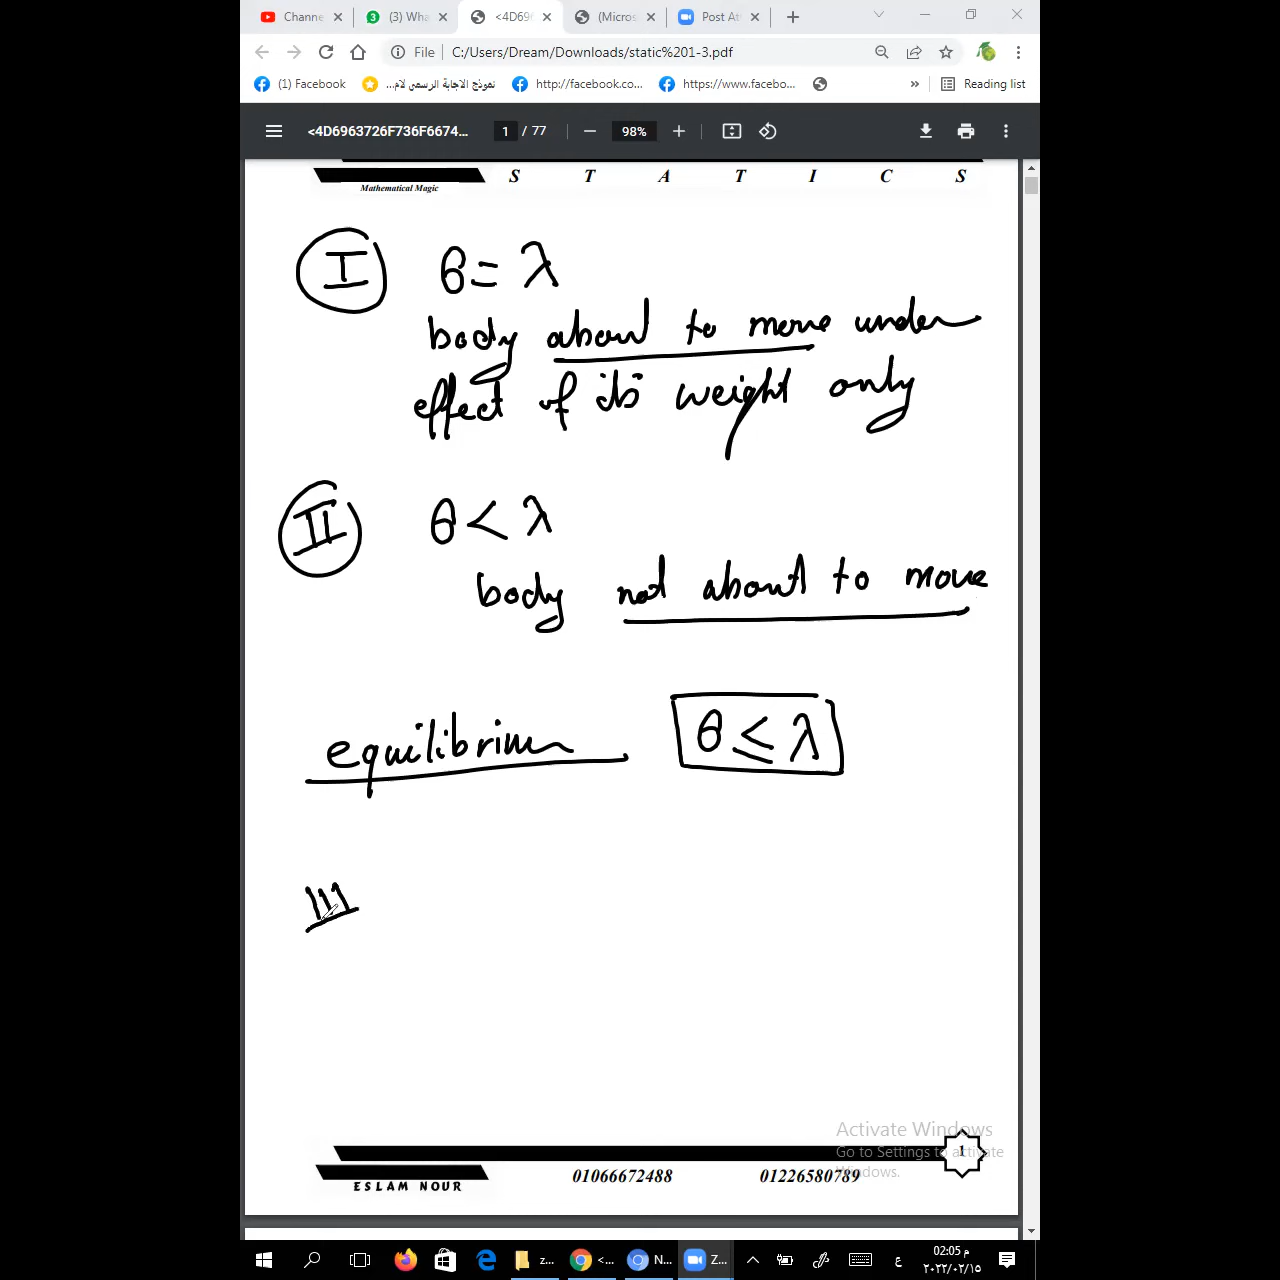 Channe
(3) Wha
<4D69
(Micros
Post At
File C:/Users/Dream/Downloads/static%201-3.pdf
(1) Facebook
نموذج الاجابة الرسمى لام...
http://facebook.co...
https://www.facebo...
»
Reading list
<4D6963726F736F6674...
1 / 77
98%
Mathematical Magic
S T A T I C S
I θ = λ
body about to move under
effect of its weight only
II θ < λ
body not about to move
equilibrium θ ≤ λ
III
Activate Windows
Go to Settings to activate
Windows.
1
ESLAM NOUR
01066672488
01226580789
z...
<...
N...
Z...
ع
02:05 م
٢٠٢٢/٠٢/١٥